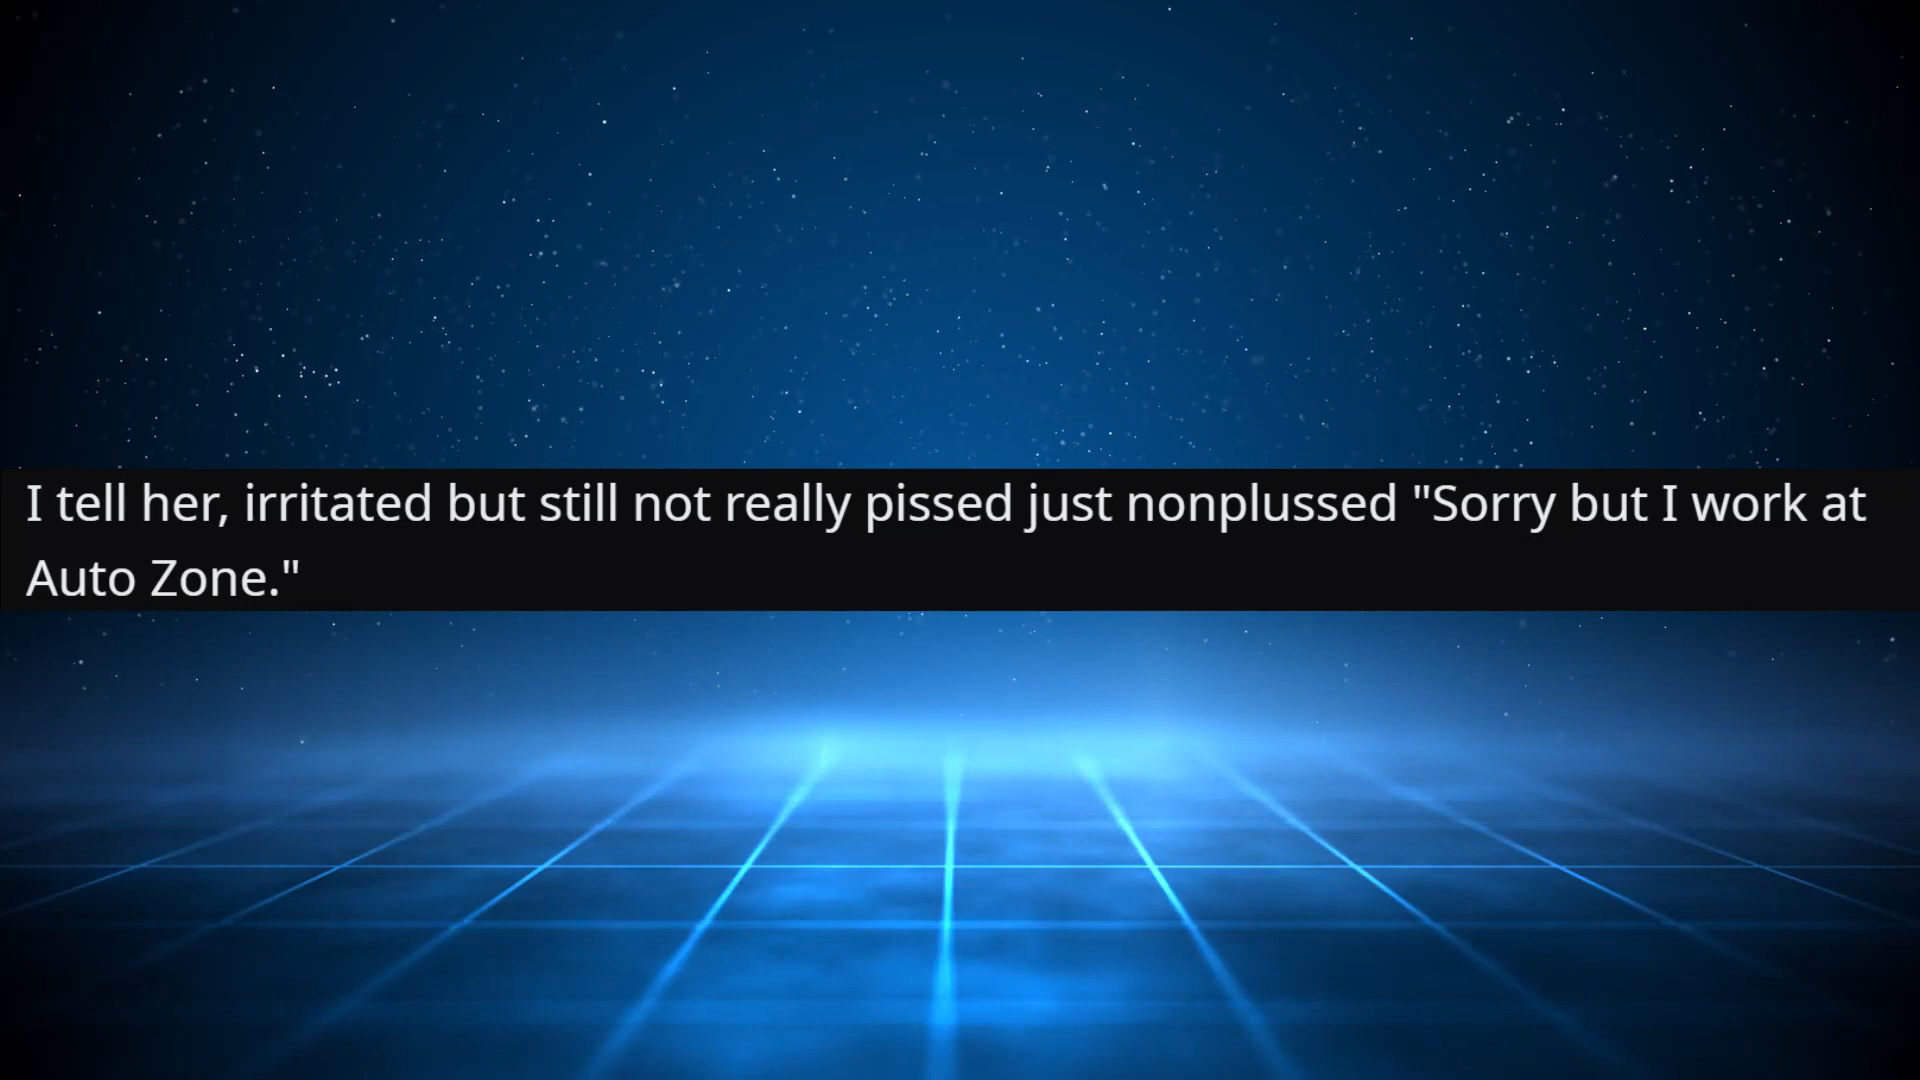 I tell her, irritated but still not really pissed just nonplussed "Sorry but I work at
Auto Zone."